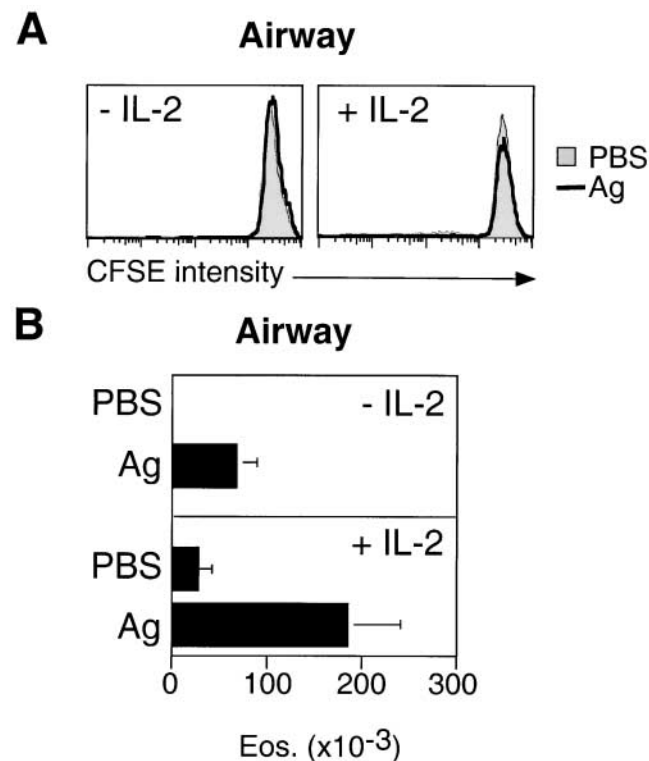 A
Airway
- IL-2
+ IL-2
PBS
Ag
CFSE intensity
B
Airway
PBS
- IL-2
Ag
+ IL-2
PBS
Ag
0 100 200 300
Eos. (x10⁻³)